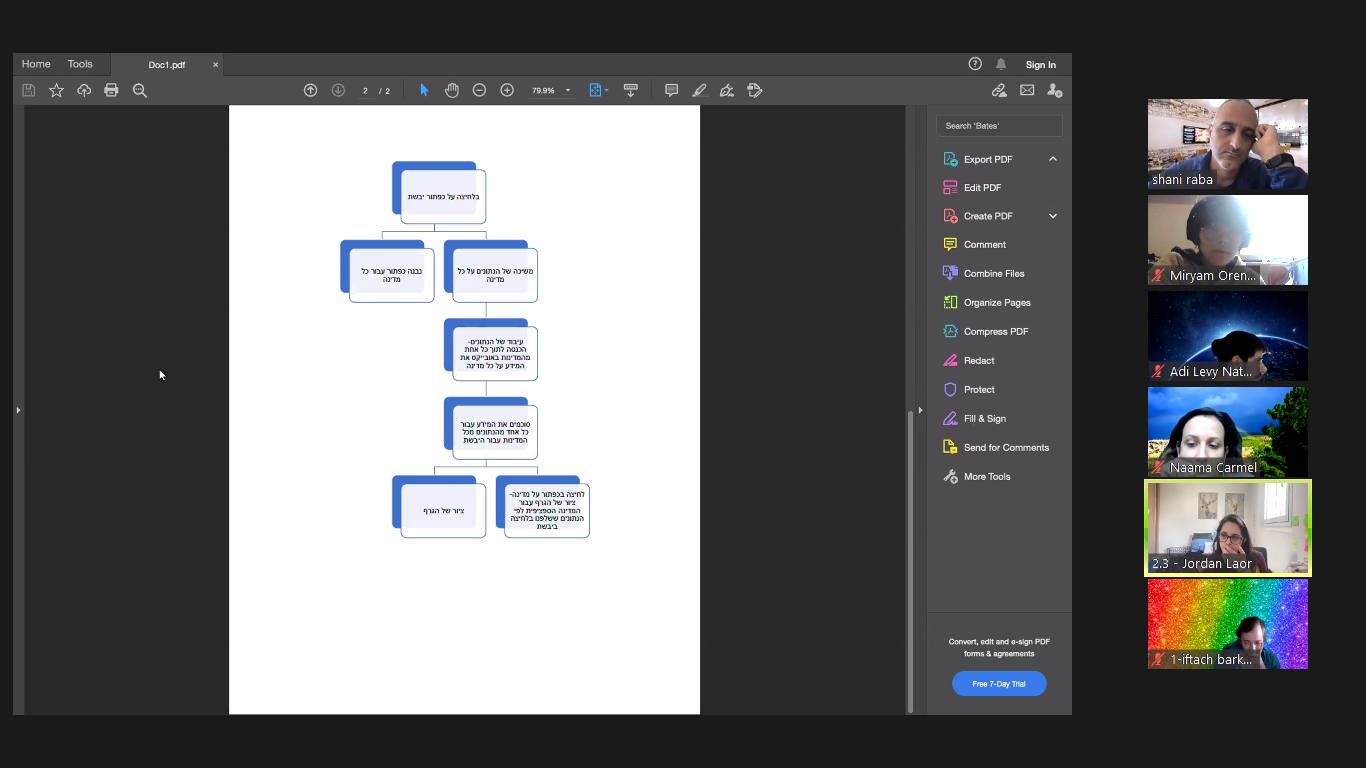 Home Tools Doc1.pdf × Sign In
2 / 2 79.9%
בלחיצה על כפתור יבשת
נבנה כפתור עבור כל
מדינה
משיכה של הנתונים על כל
מדינה
עיבוד של הנתונים-
הכנסה לתוך כל אחת
מהמדינות באובייקט את
המידע על כל מדינה
סוכמים את המידע עבור
כל אחד מהנתונים מכל
המדינות עבור היבשת
ציור של הגרף
לחיצה בכפתור על מדינה-
ציור של הגרף עבור
המדינה הספציפית לפי
הנתונים ששלפנו בלחיצה
ביבשת
Search 'Bates'
Export PDF
Edit PDF
Create PDF
Comment
Combine Files
Organize Pages
Compress PDF
Redact
Protect
Fill & Sign
Send for Comments
More Tools
Convert, edit and e-sign PDF
forms & agreements
Free 7-Day Trial
shani raba
Miryam Oren...
Adi Levy Nat...
Naama Carmel
2.3 - Jordan Laor
1-iftach bark...